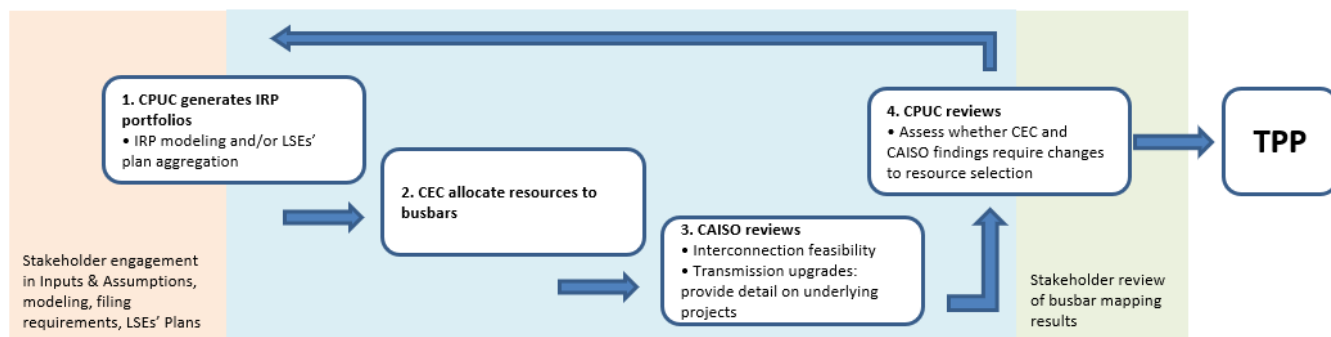 1. CPUC generates IRP
portfolios
• IRP modeling and/or LSEs'
plan aggregation
2. CEC allocate resources to
busbars
3. CAISO reviews
• Interconnection feasibility
• Transmission upgrades:
provide detail on underlying
projects
4. CPUC reviews
• Assess whether CEC and
CAISO findings require changes
to resource selection
TPP
Stakeholder engagement
in Inputs & Assumptions,
modeling, filing
requirements, LSEs' Plans
Stakeholder review
of busbar mapping
results